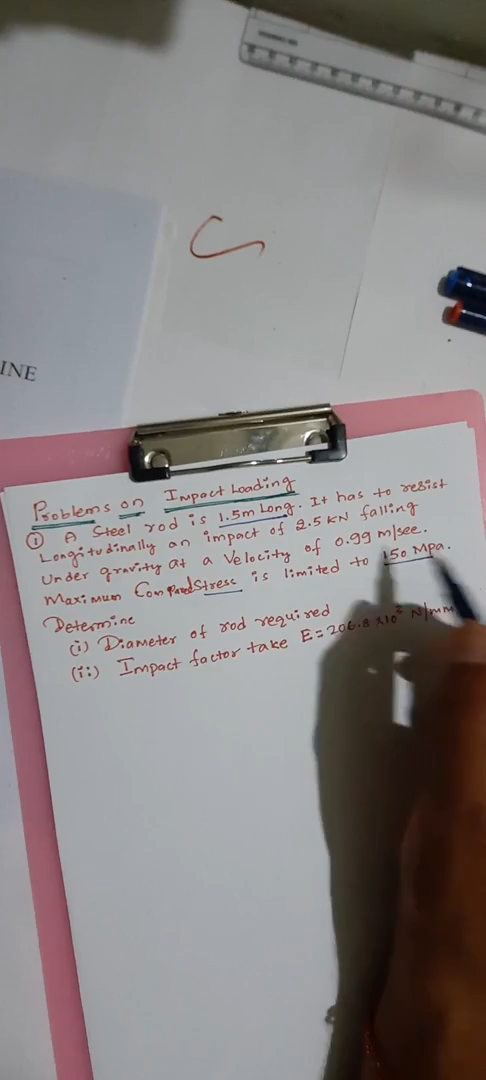 INE
Problems on Impact Loading
① A Steel rod is 1.5m Long. It has to resist
Longitudinally an impact of 2.5 KN falling
Under gravity at a Velocity of 0.99 m/sec.
Maximum Stress is limited to 150 Mpa.
Determine
(i) Diameter of rod required
(ii) Impact factor take E = 206.8 × 10³ N/mm